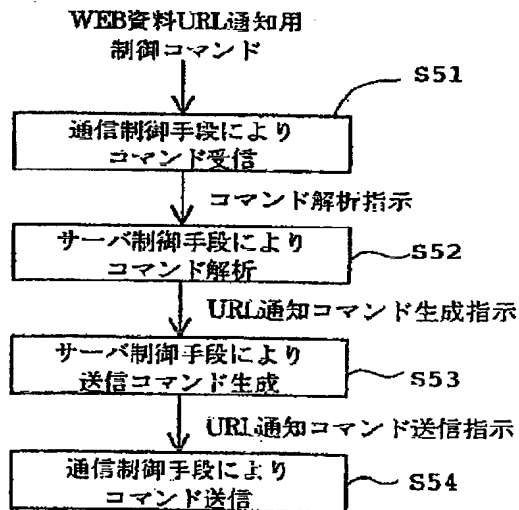 WEB資料URL通知用
制御コマンド
S51
通信制御手段により
コマンド受信
コマンド解析指示
サーバ制御手段により
コマンド解析
S52
URL通知コマンド生成指示
サーバ制御手段により
送信コマンド生成
S53
URL通知コマンド送信指示
通信制御手段により
コマンド送信
S54